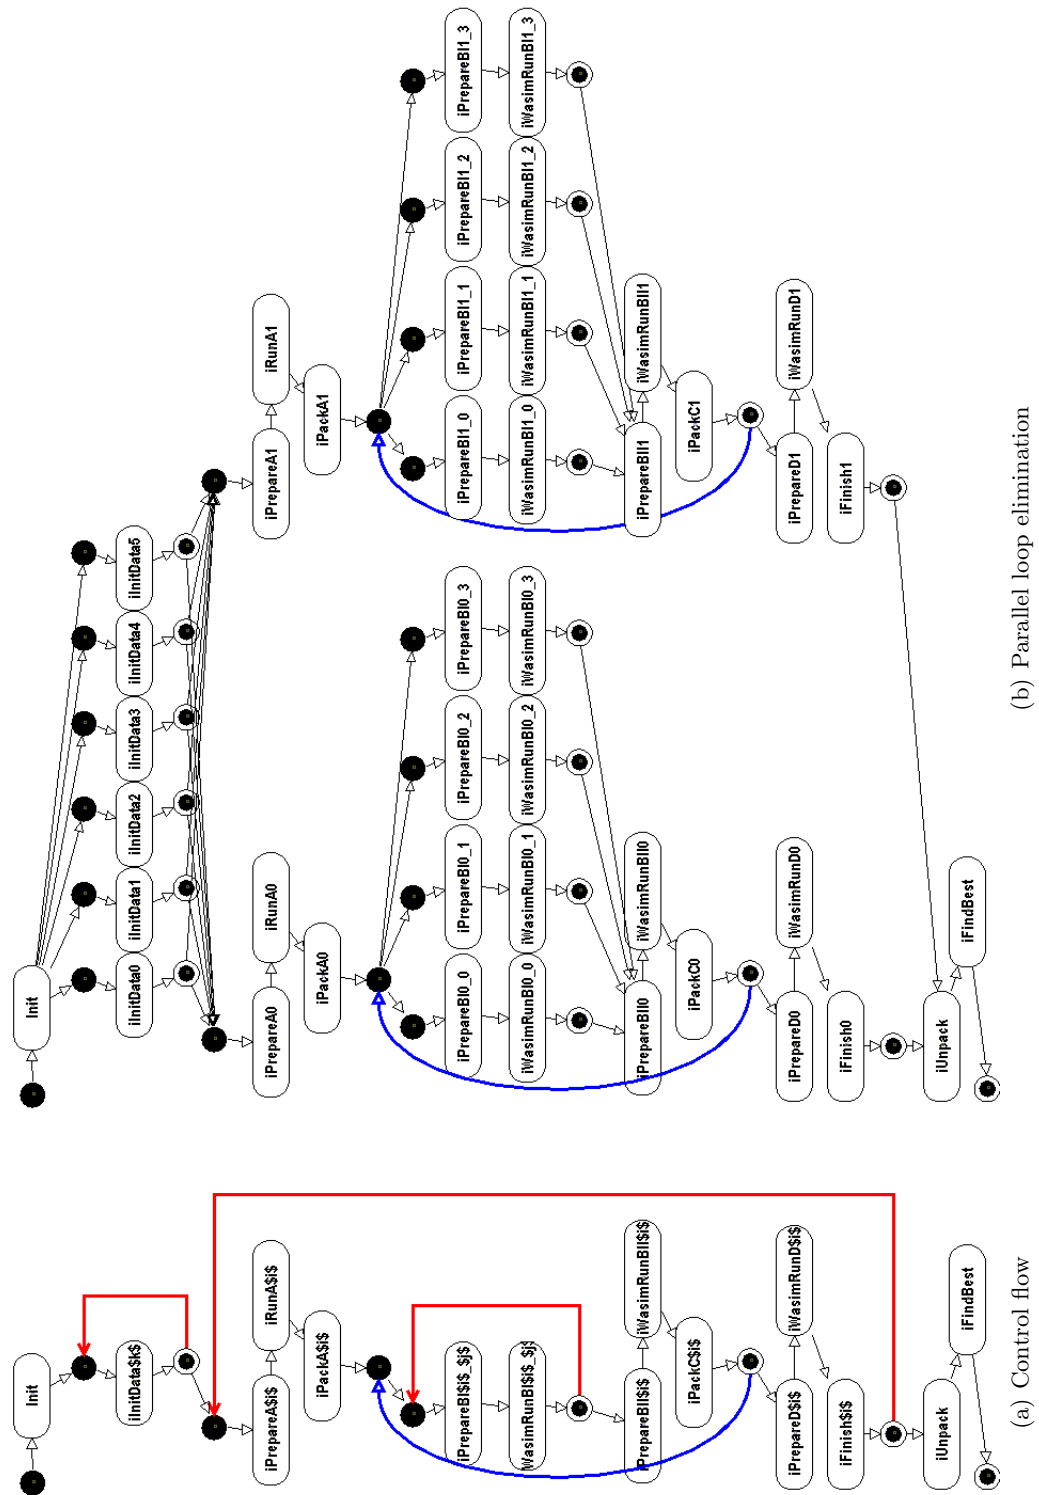 Init
iInitData$k$
iPrepareA$i$
iRunA$i$
iPackA$i$
iPrepareBI$i$_$j$
iWasimRunBI$i$_$j$
iPrepareBII$i$
iWasimRunBII$i$
iPackC$i$
iPrepareD$i$
iWasimRunD$i$
iFinish$i$
iUnpack
iFindBest
(a) Control flow
Init
iInitData0
iInitData1
iInitData2
iInitData3
iInitData4
iInitData5
iPrepareA0
iRunA0
iPackA0
iPrepareBI0_0
iPrepareBI0_1
iPrepareBI0_2
iPrepareBI0_3
iWasimRunBI0_0
iWasimRunBI0_1
iWasimRunBI0_2
iWasimRunBI0_3
iPrepareBII0
iWasimRunBII0
iPackC0
iPrepareD0
iWasimRunD0
iFinish0
iPrepareA1
iRunA1
iPackA1
iPrepareBI1_0
iPrepareBI1_1
iPrepareBI1_2
iPrepareBI1_3
iWasimRunBI1_0
iWasimRunBI1_1
iWasimRunBI1_2
iWasimRunBI1_3
iPrepareBII1
iWasimRunBII1
iPackC1
iPrepareD1
iWasimRunD1
iFinish1
iUnpack
iFindBest
(b) Parallel loop elimination